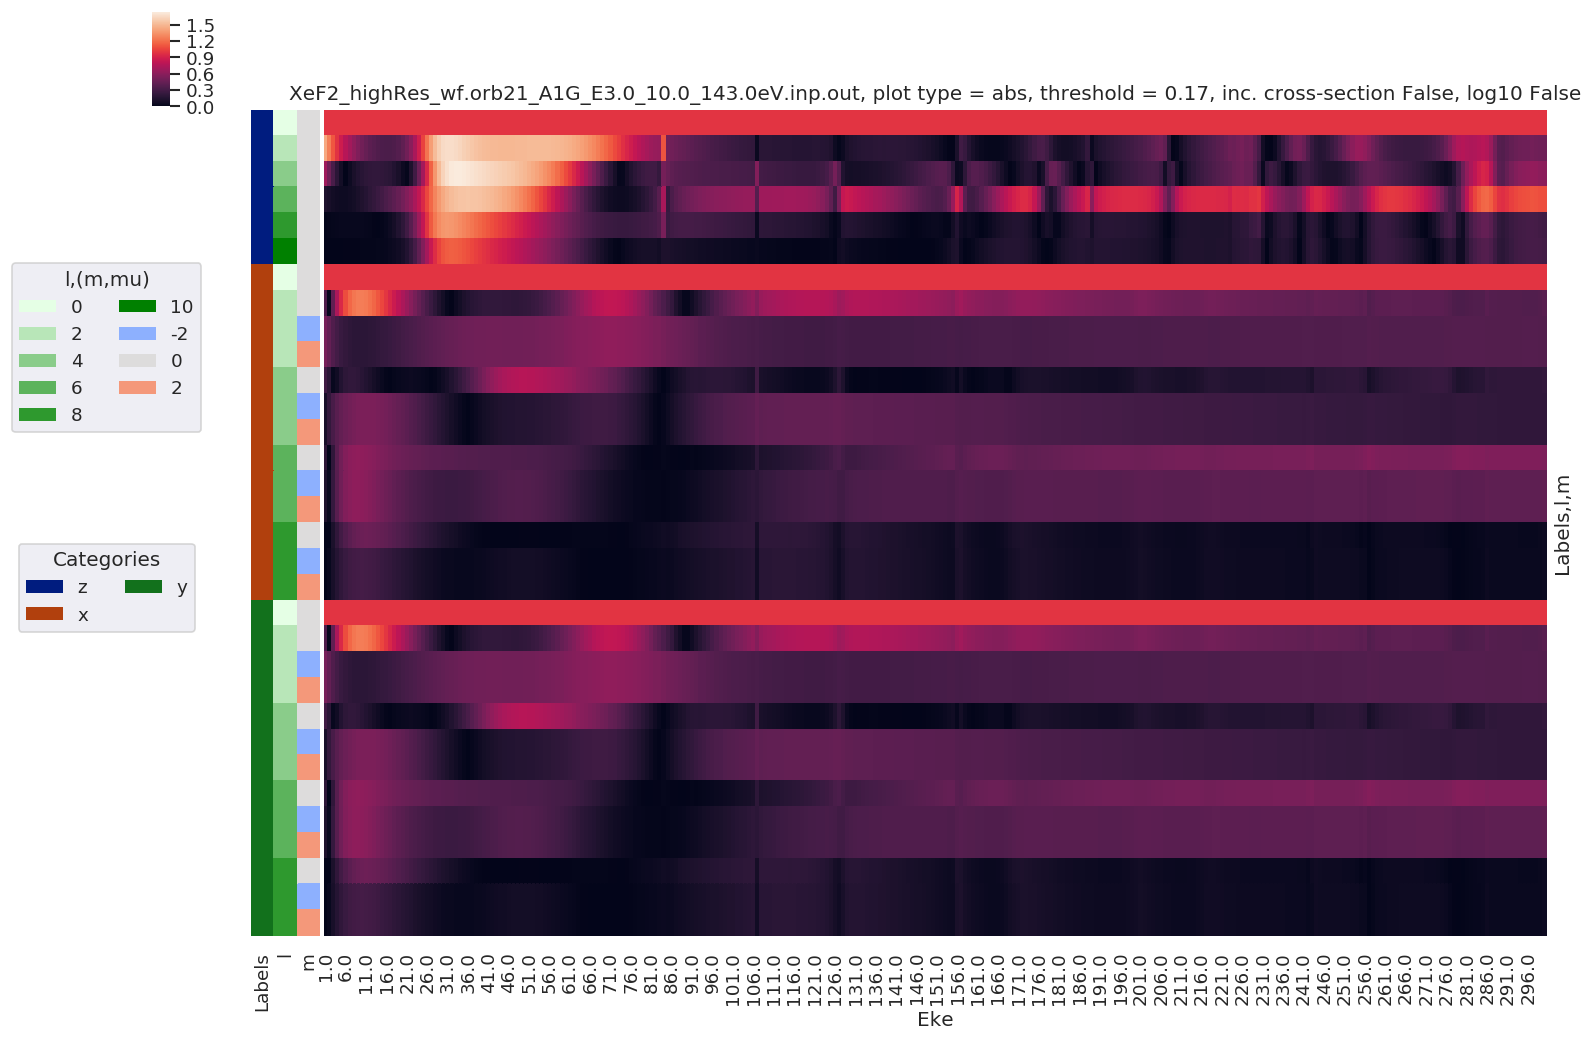 1.5
1.2
0.9
0.6
0.3
0.0
XeF2_highRes_wf.orb21_A1G_E3.0_10.0_143.0eV.inp.out, plot type = abs, threshold = 0.17, inc. cross-section False, log10 False
l,(m,mu)
0 10
2 -2
4 0
6 2
8
Categories
z y
x
Labels,l,m
Labels l m
1.0 6.0 11.0 16.0 21.0 26.0 31.0 36.0 41.0 46.0 51.0 56.0 61.0 66.0 71.0 76.0 81.0 86.0 91.0 96.0 101.0 106.0 111.0 116.0 121.0 126.0 131.0 136.0 141.0 146.0 151.0 156.0 161.0 166.0 171.0 176.0 181.0 186.0 191.0 196.0 201.0 206.0 211.0 216.0 221.0 226.0 231.0 236.0 241.0 246.0 251.0 256.0 261.0 266.0 271.0 276.0 281.0 286.0 291.0 296.0
Eke